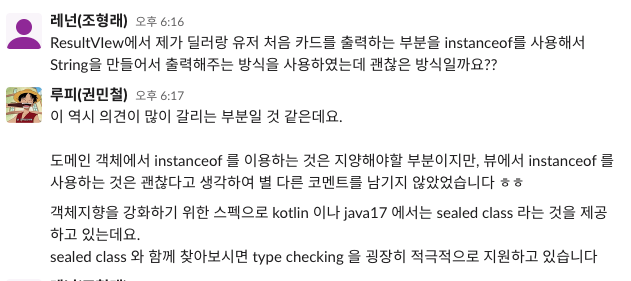 레넌(조형래) 오후 6:16
ResultVIew에서 제가 딜러랑 유저 처음 카드를 출력하는 부분을 instanceof를 사용해서
String을 만들어서 출력해주는 방식을 사용하였는데 괜찮은 방식일까요??
루피(권민철) 오후 6:17
이 역시 의견이 많이 갈리는 부분일 것 같은데요.
도메인 객체에서 instanceof 를 이용하는 것은 지양해야할 부분이지만, 뷰에서 instanceof 를
사용하는 것은 괜찮다고 생각하여 별 다른 코멘트를 남기지 않았었습니다 ㅎㅎ
객체지향을 강화하기 위한 스펙으로 kotlin 이나 java17 에서는 sealed class 라는 것을 제공
하고 있는데요.
sealed class 와 함께 찾아보시면 type checking 을 굉장히 적극적으로 지원하고 있습니다